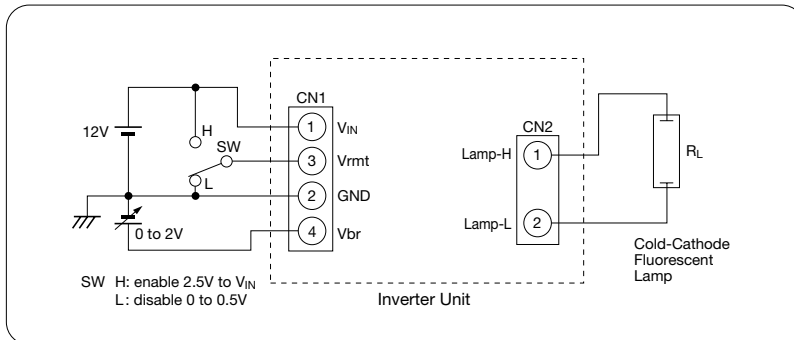 CN1
12V
H
SW
L
1 VIN
3 Vrmt
2 GND
4 Vbr
0 to 2V
SW H: enable 2.5V to VIN
L: disable 0 to 0.5V
Inverter Unit
CN2
Lamp-H 1
Lamp-L 2
RL
Cold-Cathode
Fluorescent
Lamp